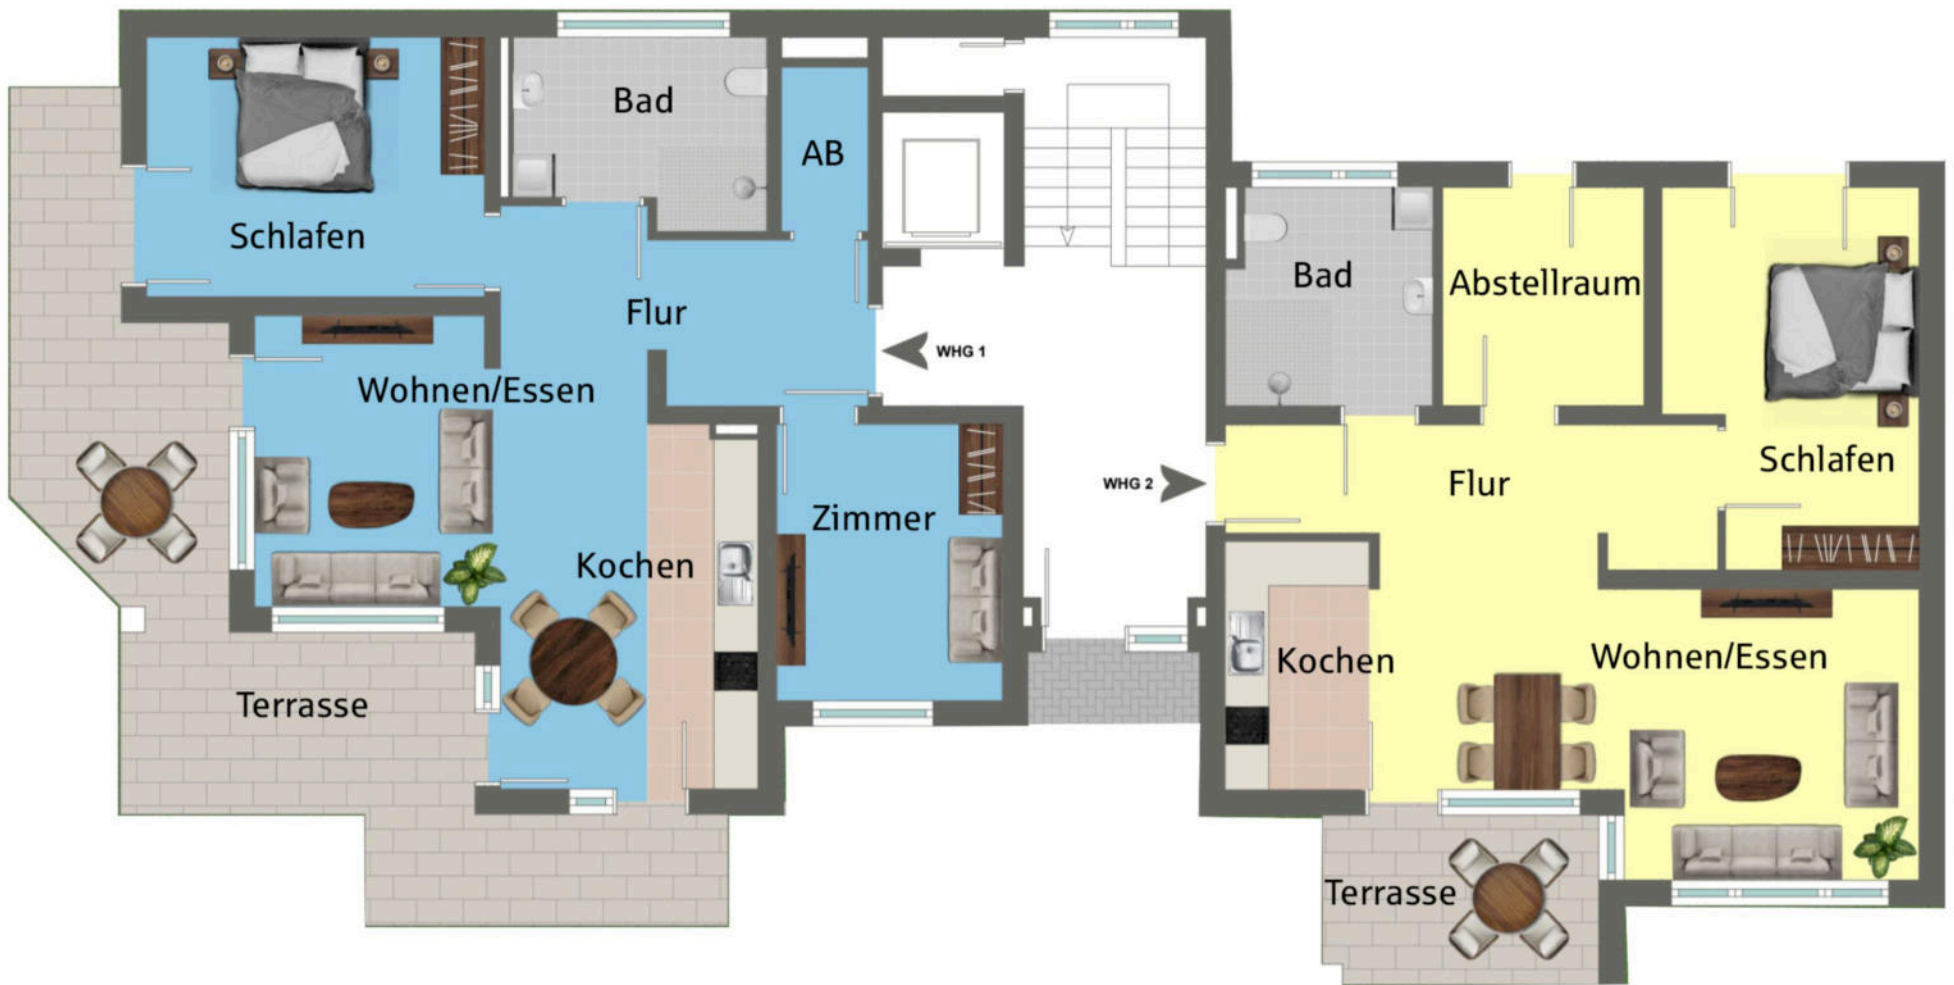 Bad
AB
Schlafen
Flur
WHG 1
Wohnen/Essen
Zimmer
Kochen
Terrasse
Bad
Abstellraum
Schlafen
WHG 2
Flur
Kochen
Wohnen/Essen
Terrasse